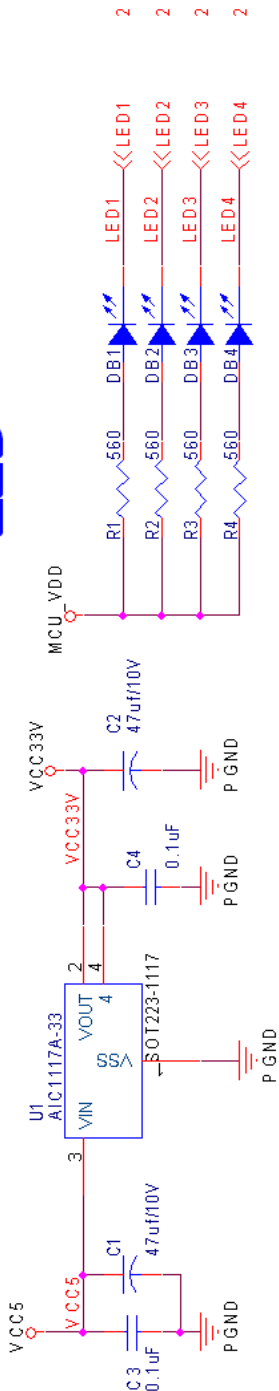 VCC5
VCC5
C3
0.1uF
C1
47uf/10V
PGND
3
U1
AIC1117A-33
VIN
VOUT
4
VSS
2
4
1
SOT223-1117
PGND
VCC33V
VCC33V
C4
0.1uF
PGND
C2
47uf/10V
PGND
MCU_VDD
R1 560 DB1 LED1 LED1 2
R2 560 DB2 LED2 LED2 2
R3 560 DB3 LED3 LED3 2
R4 560 DB4 LED4 LED4 2